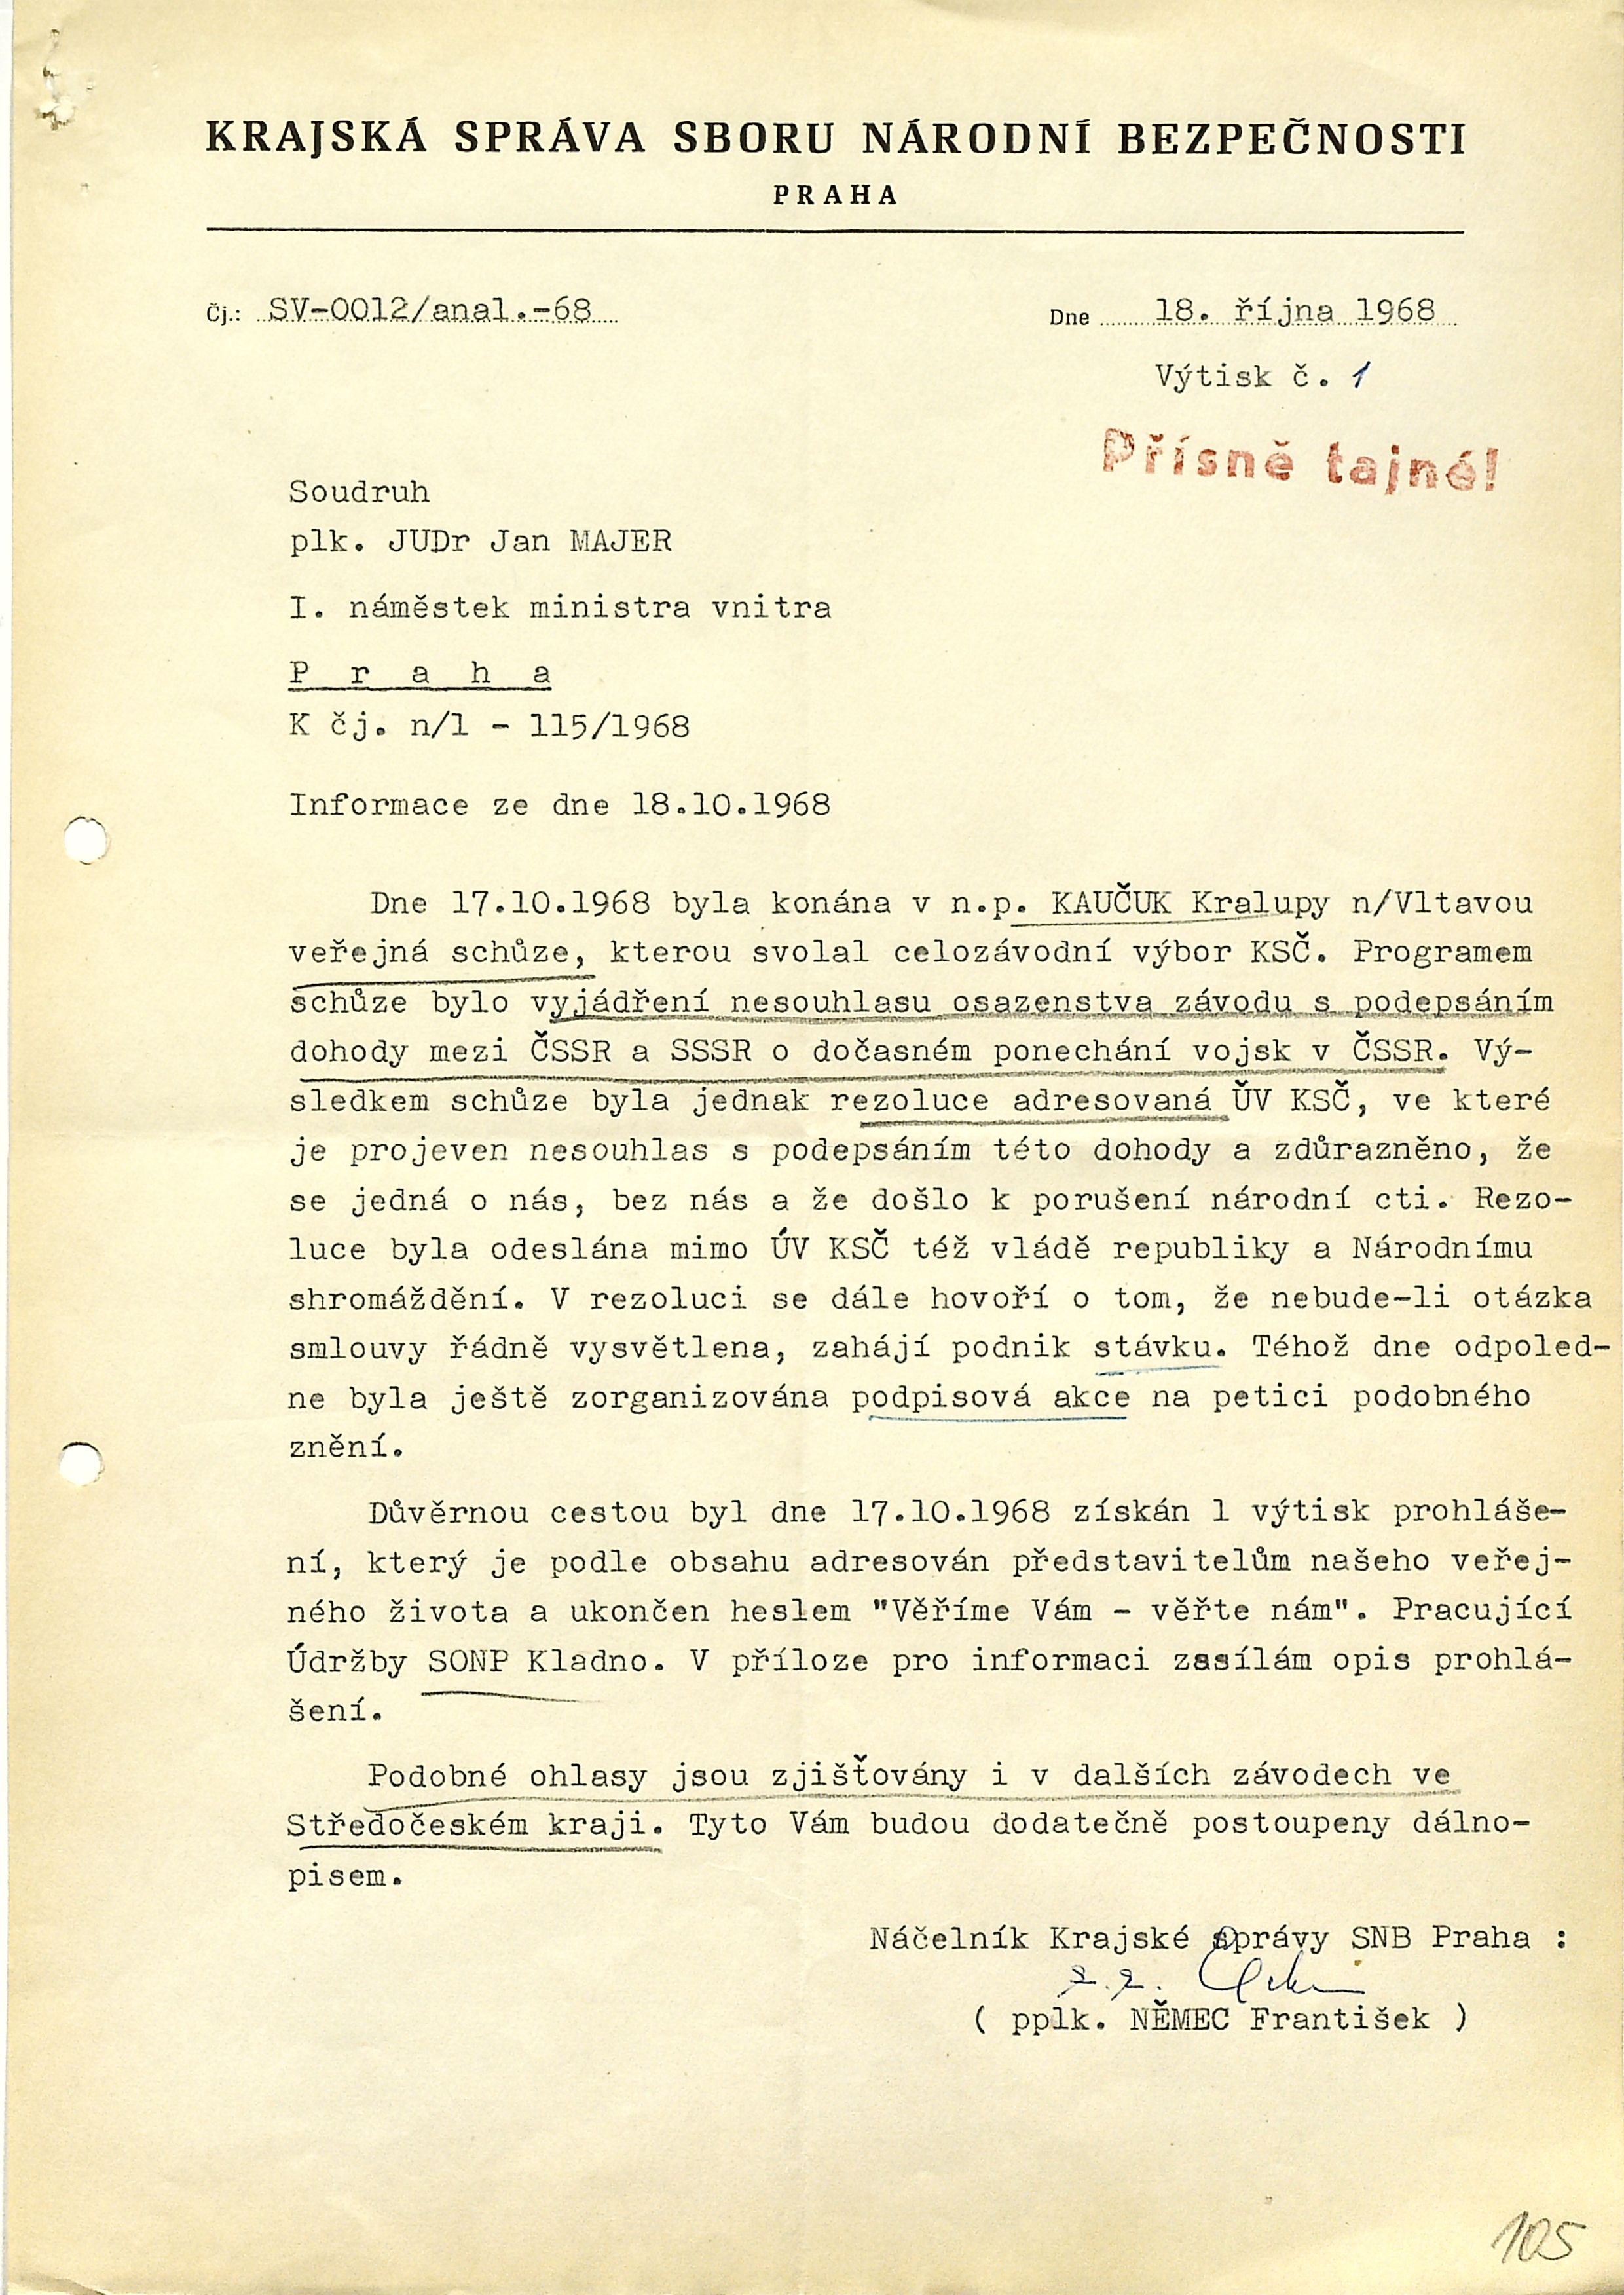 KRAJSKÁ SPRÁVA SBORU NÁRODNÍ BEZPEČNOSTI
PRAHA
Čj.: SV-0012/anal.-68
Dne 18. října 1968
Výtisk č. 1
Přísně tajné!
Soudruh
plk. JUDr Jan MAJER
I. náměstek ministra vnitra
P r a h a
K čj. n/1 - 115/1968
Informace ze dne 18.10.1968
Dne 17.10.1968 byla konána v n.p. KAUČUK Kralupy n/Vltavou
veřejná schůze, kterou svolal celozávodní výbor KSČ. Programem
schůze bylo vyjádření nesouhlasu osazenstva závodu s podepsáním
dohody mezi ČSSR a SSSR o dočasném ponechání vojsk v ČSSR. Vý-
sledkem schůze byla jednak rezoluce adresovaná ÚV KSČ, ve které
je projeven nesouhlas s podepsáním této dohody a zdůrazněno, že
se jedná o nás, bez nás a že došlo k porušení národní cti. Rezo-
luce byla odeslána mimo ÚV KSČ též vládě republiky a Národnímu
shromáždění. V rezoluci se dále hovoří o tom, že nebude-li otázka
smlouvy řádně vysvětlena, zahájí podnik stávku. Téhož dne odpoled-
ne byla ještě zorganizována podpisová akce na petici podobného
znění.
Důvěrnou cestou byl dne 17.10.1968 získán 1 výtisk prohláše-
ní, který je podle obsahu adresován představitelům našeho veřej-
ného života a ukončen heslem "Věříme Vám - věřte nám". Pracující
Údržby SONP Kladno. V příloze pro informaci zasílám opis prohlá-
šení.
Podobné ohlasy jsou zjišťovány i v dalších závodech ve
Středočeském kraji. Tyto Vám budou dodatečně postoupeny dálno-
pisem.
Náčelník Krajské správy SNB Praha :
z.z.
( pplk. NĚMEC František )
105